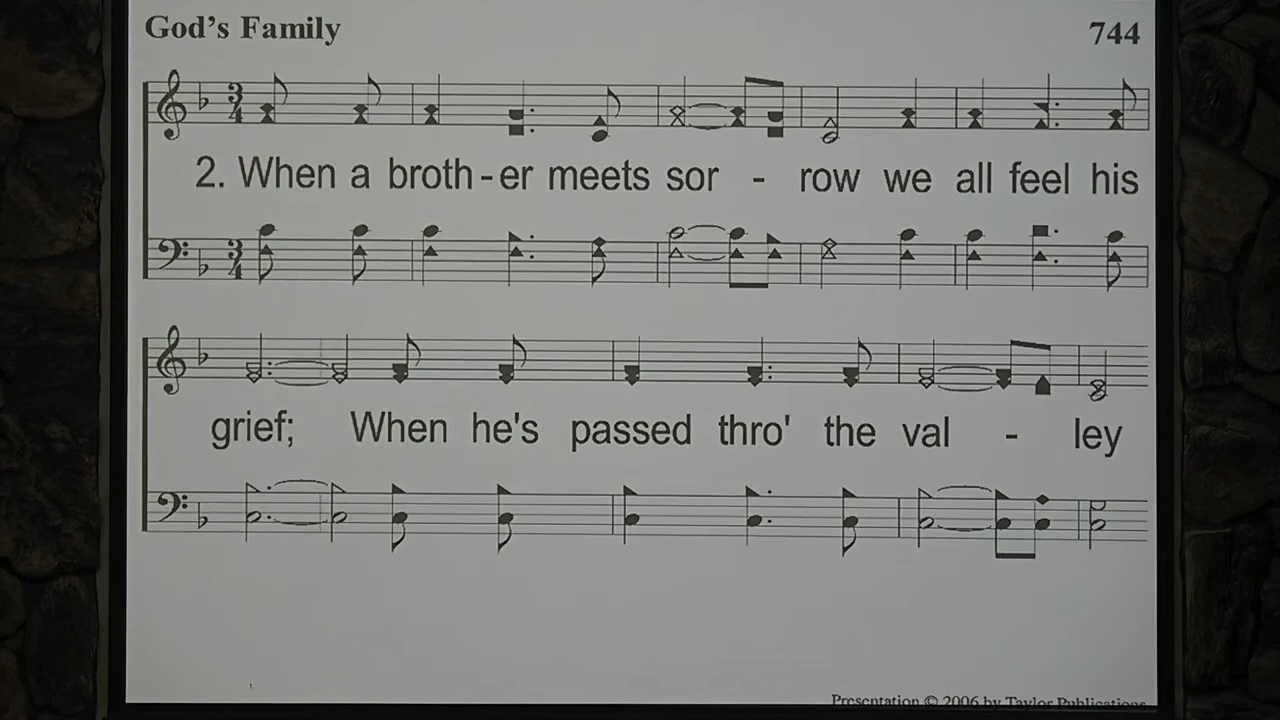 God's Family 744
2. When a broth-er meets sor - row we all feel his
grief; When he's passed thro' the val - ley
Presentation © 2006 by Taylor Publications